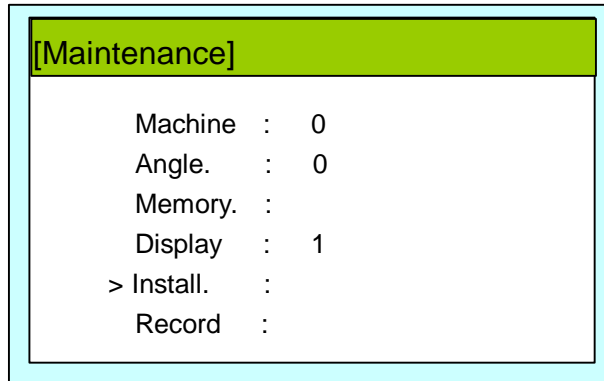 [Maintenance]
Machine : 0
Angle. : 0
Memory. :
Display : 1
> Install. :
Record :